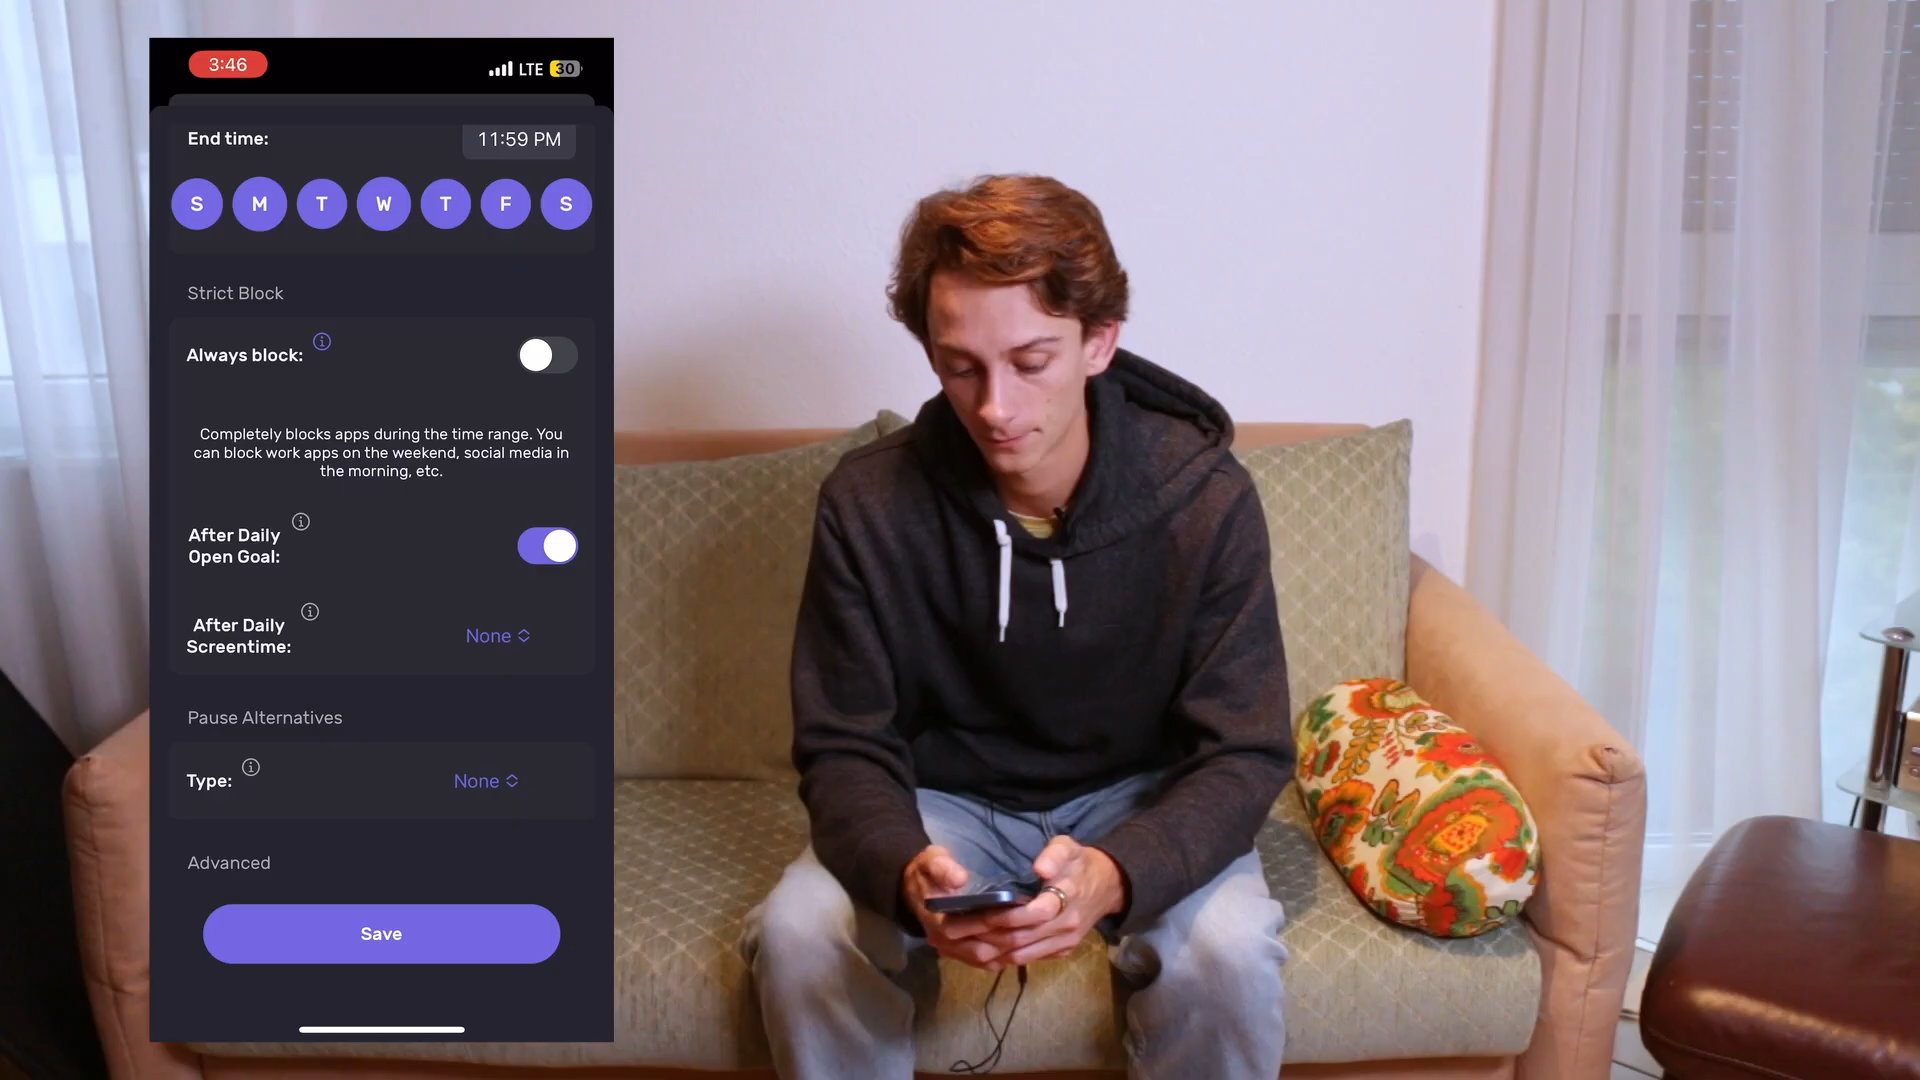 3:46
LTE 30
End time:
11:59 PM
S M T W T F S
Strict Block
Always block:
Completely blocks apps during the time range. You
can block work apps on the weekend, social media in
the morning, etc.
After Daily
Open Goal:
After Daily
Screentime:
None
Pause Alternatives
Type:
None
Advanced
Save